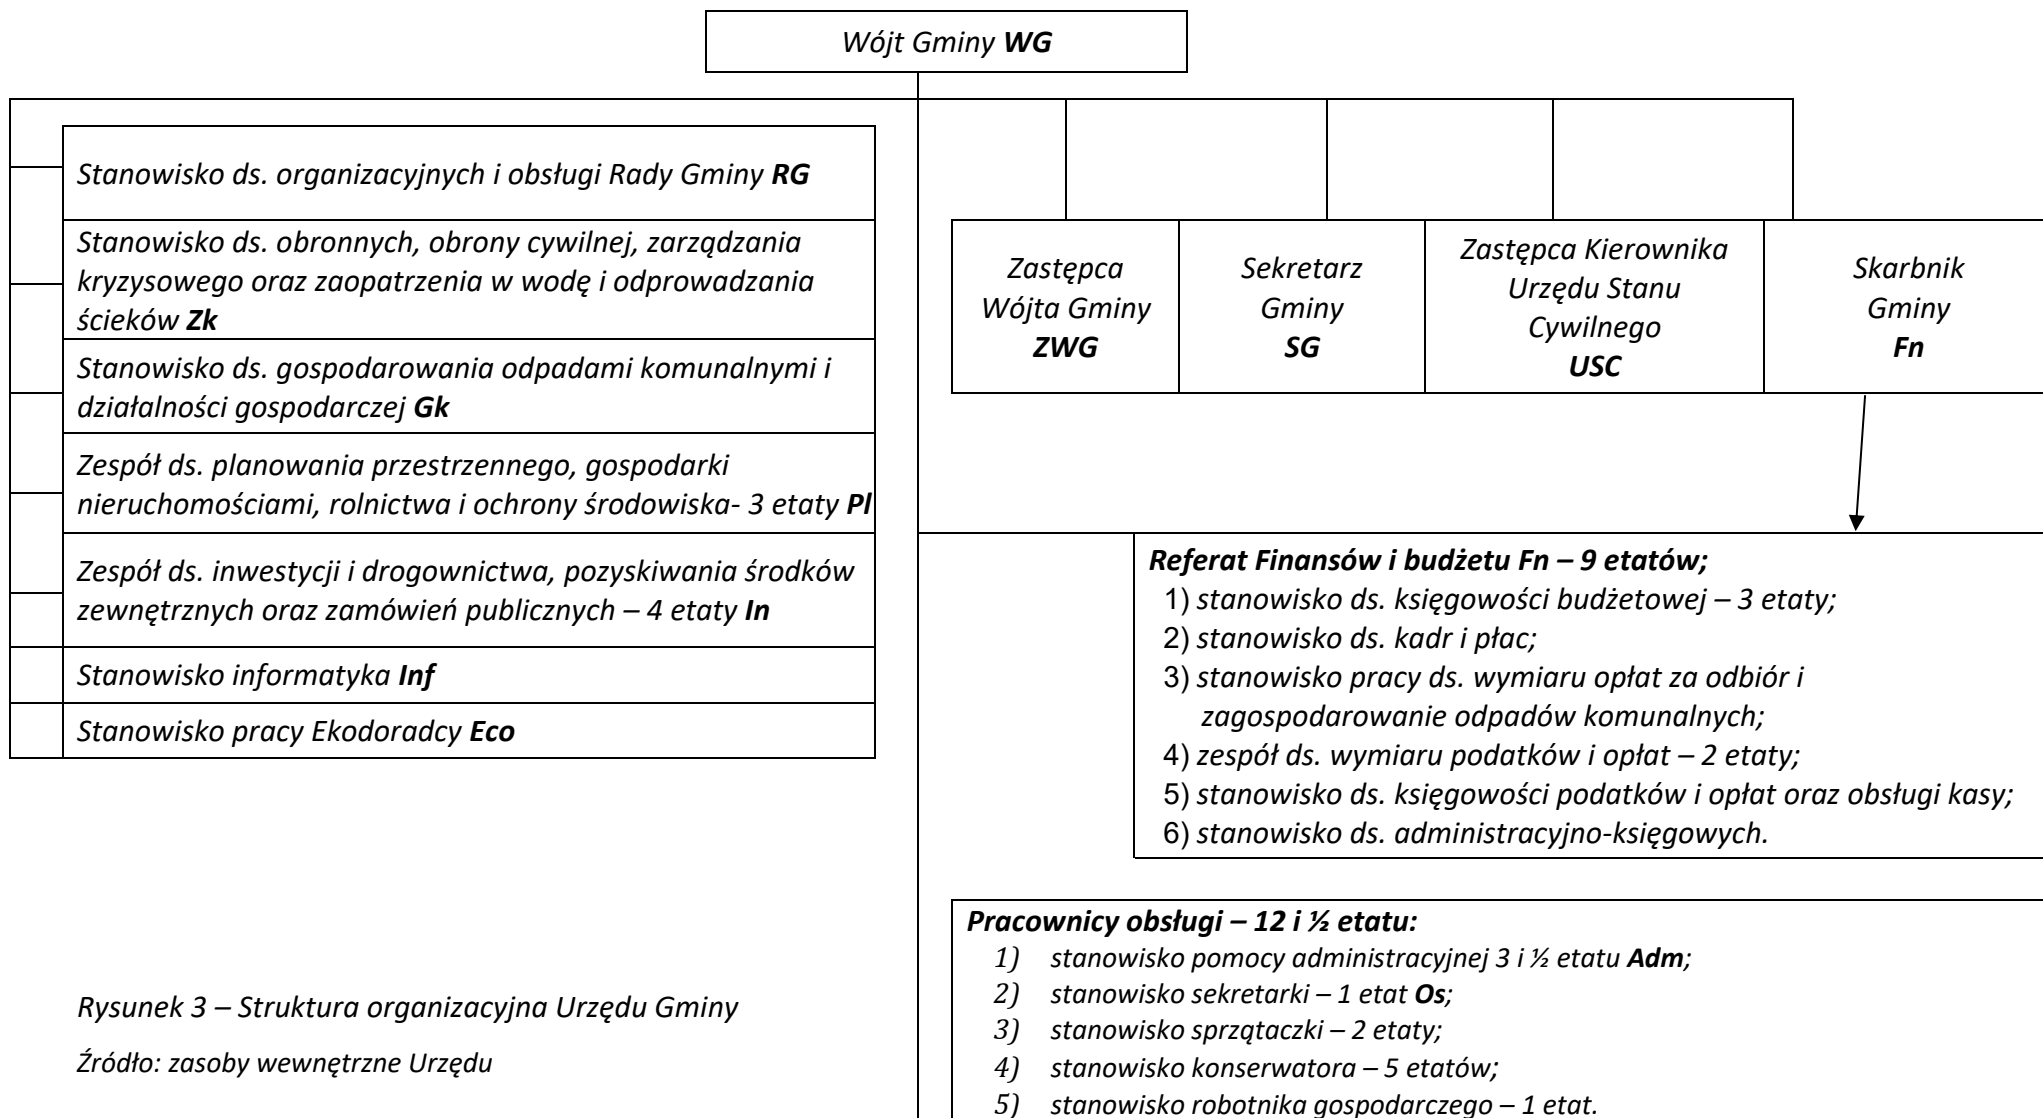 Wójt Gminy WG
Stanowisko ds. organizacyjnych i obsługi Rady Gminy RG
Stanowisko ds. obronnych, obrony cywilnej, zarządzania
kryzysowego oraz zaopatrzenia w wodę i odprowadzania
ścieków Zk
Stanowisko ds. gospodarowania odpadami komunalnymi i
działalności gospodarczej Gk
Zespół ds. planowania przestrzennego, gospodarki
nieruchomościami, rolnictwa i ochrony środowiska- 3 etaty Pl
Zespół ds. inwestycji i drogownictwa, pozyskiwania środków
zewnętrznych oraz zamówień publicznych – 4 etaty In
Stanowisko informatyka Inf
Stanowisko pracy Ekodoradcy Eco
Zastępca
Wójta Gminy
ZWG
Sekretarz
Gminy
SG
Zastępca Kierownika
Urzędu Stanu
Cywilnego
USC
Skarbnik
Gminy
Fn
Referat Finansów i budżetu Fn – 9 etatów;
1) stanowisko ds. księgowości budżetowej – 3 etaty;
2) stanowisko ds. kadr i płac;
3) stanowisko pracy ds. wymiaru opłat za odbiór i
zagospodarowanie odpadów komunalnych;
4) zespół ds. wymiaru podatków i opłat – 2 etaty;
5) stanowisko ds. księgowości podatków i opłat oraz obsługi kasy;
6) stanowisko ds. administracyjno-księgowych.
Pracownicy obsługi – 12 i ½ etatu:
1) stanowisko pomocy administracyjnej 3 i ½ etatu Adm;
2) stanowisko sekretarki – 1 etat Os;
3) stanowisko sprzątaczki – 2 etaty;
4) stanowisko konserwatora – 5 etatów;
5) stanowisko robotnika gospodarczego – 1 etat.
Rysunek 3 – Struktura organizacyjna Urzędu Gminy
Źródło: zasoby wewnętrzne Urzędu